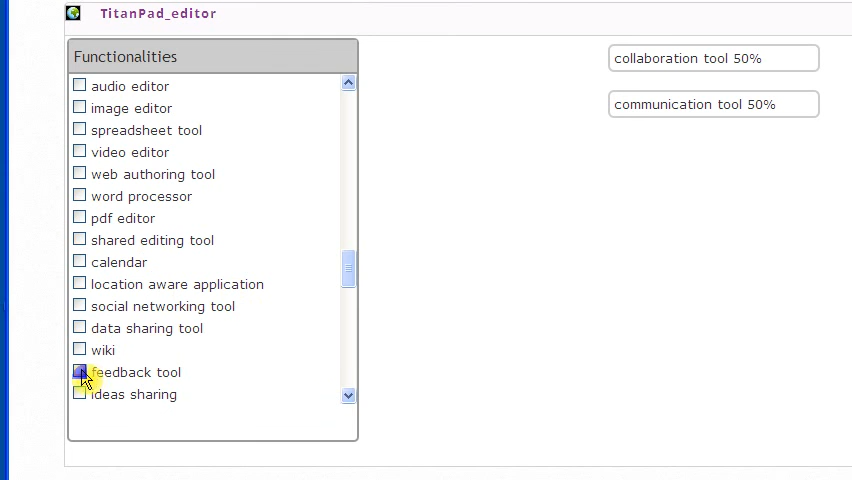 TitanPad_editor
Functionalities
audio editor
image editor
spreadsheet tool
video editor
web authoring tool
word processor
pdf editor
shared editing tool
calendar
location aware application
social networking tool
data sharing tool
wiki
feedback tool
ideas sharing
collaboration tool 50%
communication tool 50%